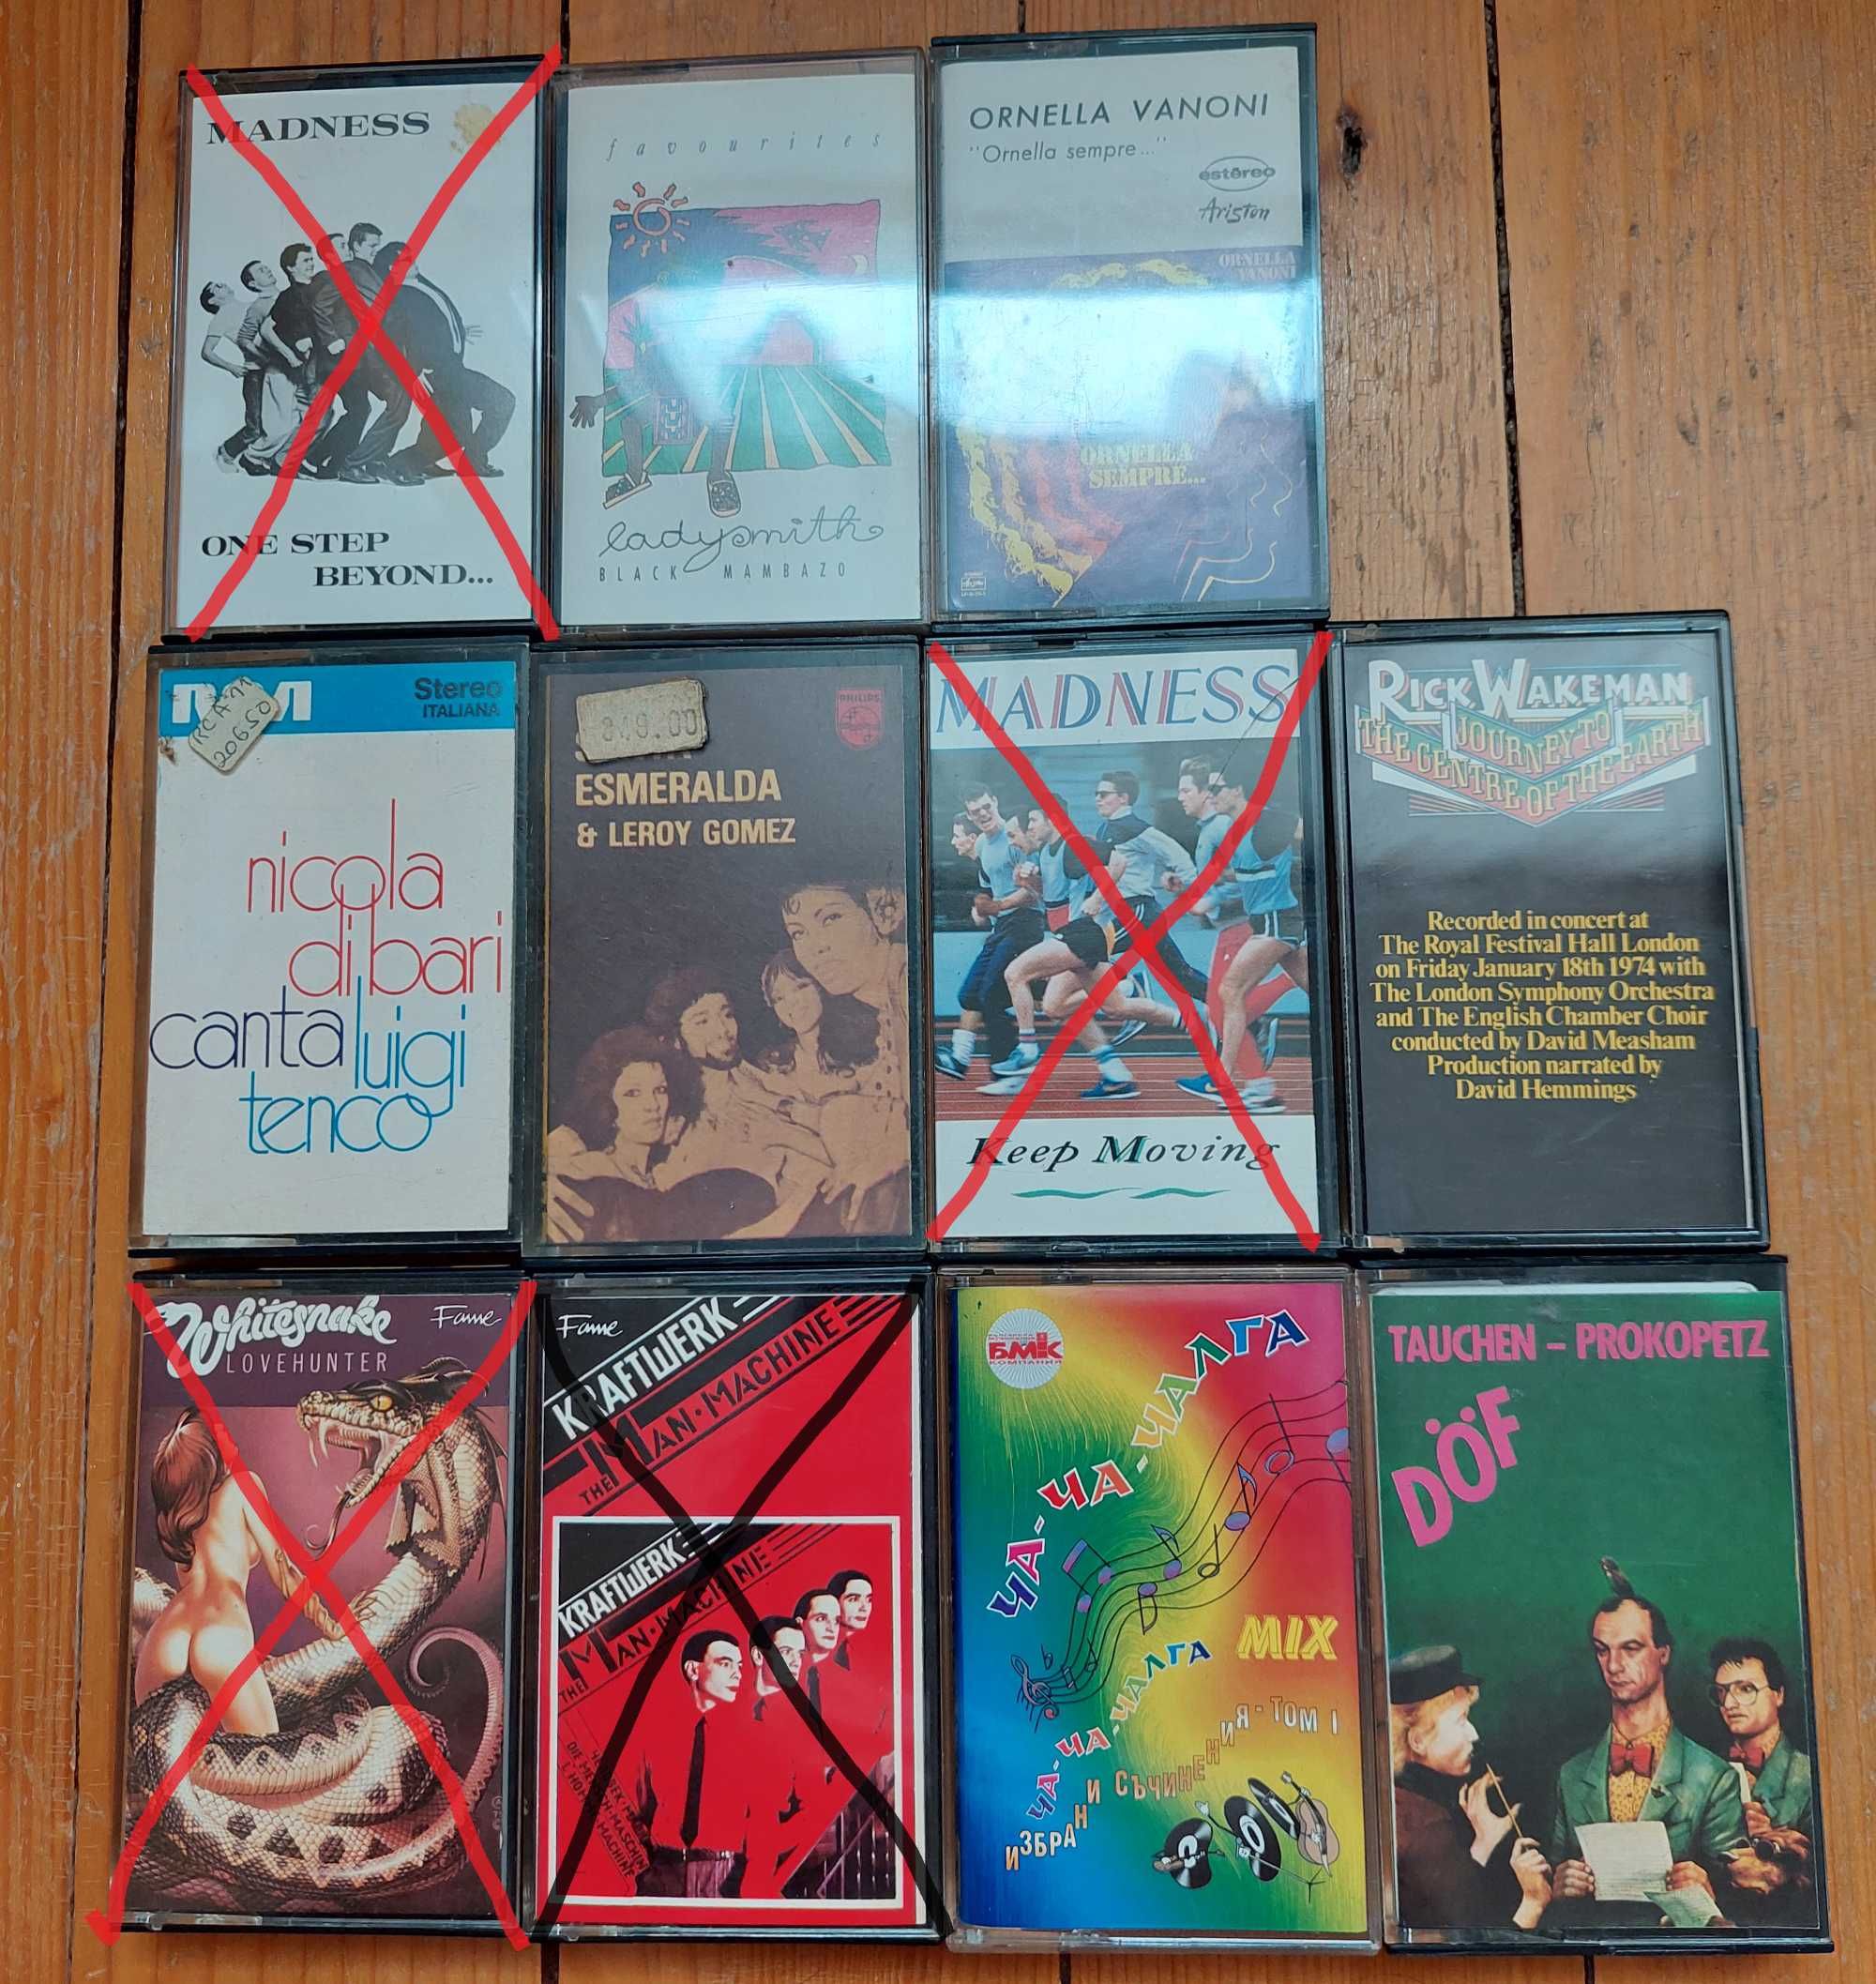 MADNESS
ONE STEP
BEYOND...
favourites
ladysmith
BLACK MAMBAZO
ORNELLA VANONI
"Ornella sempre..."
estéreo
Ariston
ORNELLA
VANONI
ORNELLA
SEMPRE...
Stereo
ITALIANA
RCA
20650
nicola
di bari
canta luigi
tenco
848.00
PHILIPS
ESMERALDA
& LEROY GOMEZ
MADNESS
Keep Moving
RICK WAKEMAN
JOURNEY TO
THE CENTRE OF THE EARTH
Recorded in concert at
The Royal Festival Hall London
on Friday January 18th 1974 with
The London Symphony Orchestra
and The English Chamber Choir
conducted by David Measham
Production narrated by
David Hemmings
Whitesnake
Fame
LOVEHUNTER
Fame
KRAFTWERK
THE MAN·MACHINE
KRAFTWERK
THE MAN·MACHINE
БМК
КОМПАНИЯ
ЧА-ЧА-ЧАЛГА
MIX
ЧА-ЧА-ЧАЛГА
ИЗБРАНИ СЪЧИНЕНИЯ - ТОМ I
TAUCHEN - PROKOPETZ
DÖF